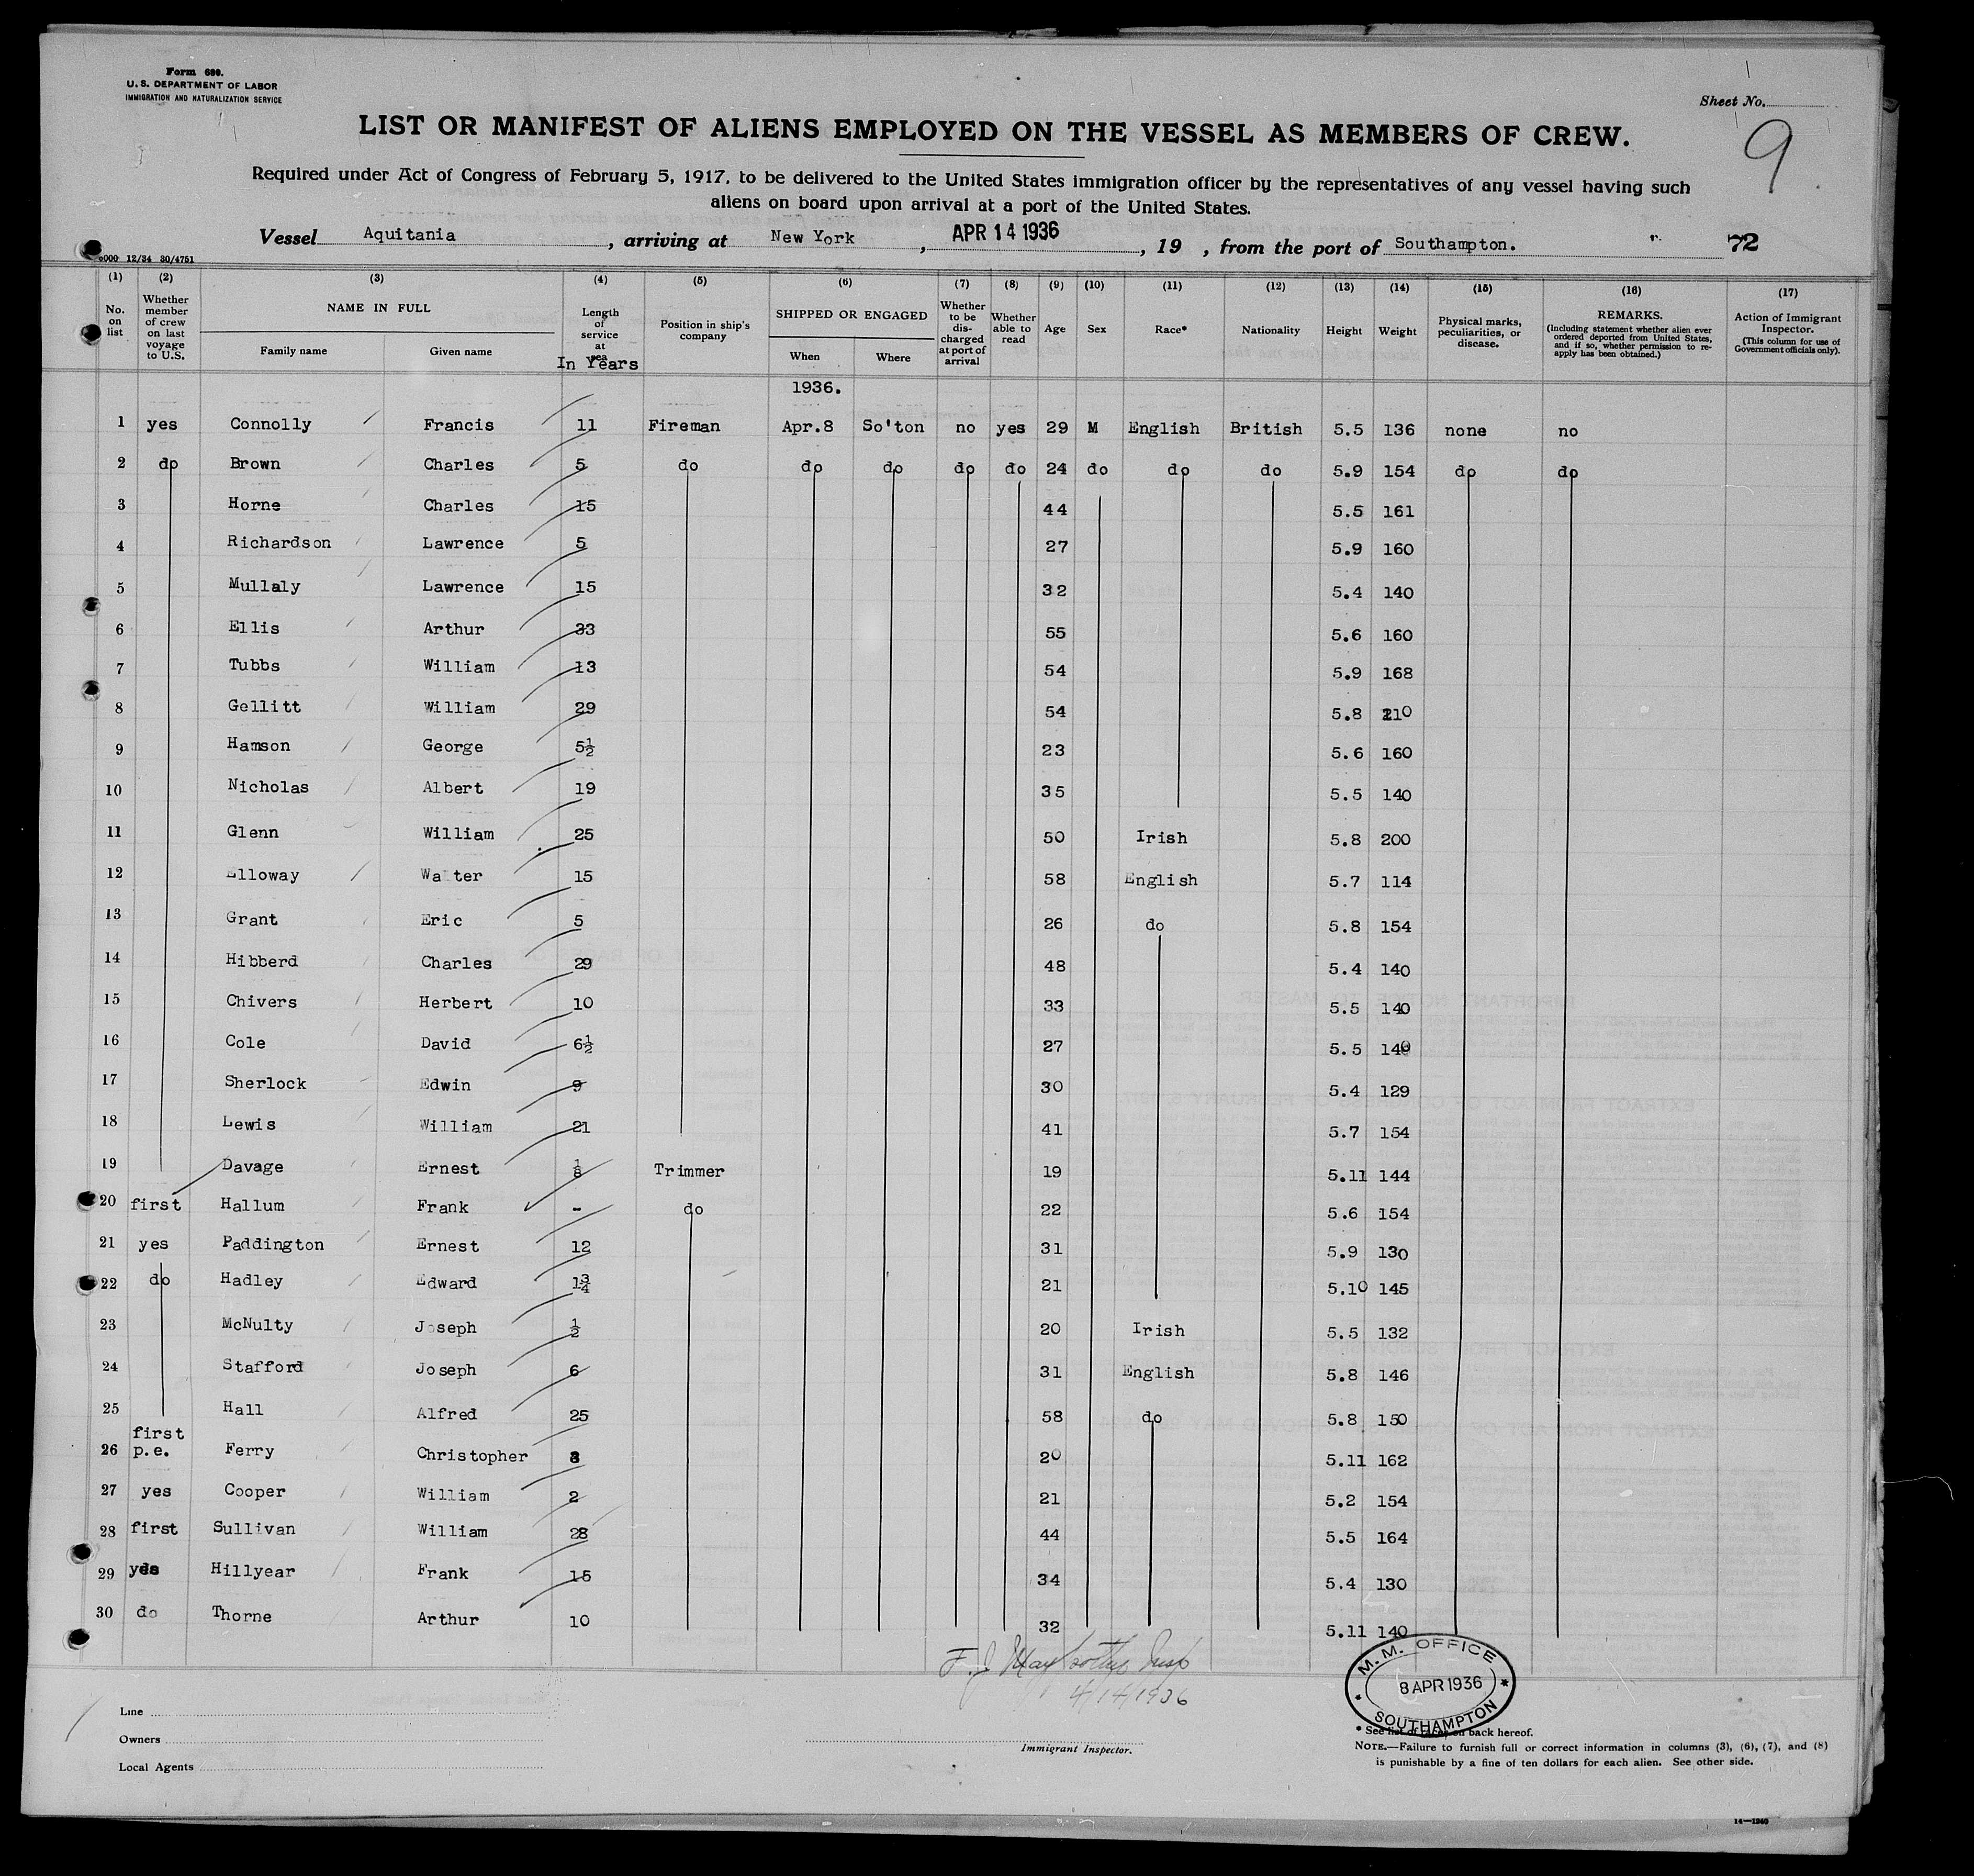 Form 680.
U. S. DEPARTMENT OF LABOR
IMMIGRATION AND NATURALIZATION SERVICE
Sheet No.
9
LIST OR MANIFEST OF ALIENS EMPLOYED ON THE VESSEL AS MEMBERS OF CREW.
Required under Act of Congress of February 5, 1917, to be delivered to the United States immigration officer by the representatives of any vessel having such
aliens on board upon arrival at a port of the United States.
Vessel Aquitania, arriving at New York, APR 14 1936, 19 , from the port of Southampton. 72
6000 12/34 30/4751
(1) (2) (3) (4) (5) (6) (7) (8) (9) (10) (11) (12) (13) (14) (15) (16) (17)
No. on list
Whether member of crew on last voyage to U.S.
NAME IN FULL
Family name Given name
Length of service at sea
In Years
Position in ship's company
SHIPPED OR ENGAGED
When Where
Whether to be discharged at port of arrival
Whether able to read
Age
Sex
Race*
Nationality
Height
Weight
Physical marks, peculiarities, or disease.
REMARKS.
(Including statement whether alien ever ordered deported from United States, and if so, whether permission to re-apply has been obtained.)
Action of Immigrant Inspector.
(This column for use of Government officials only).
1936.
1 yes Connolly Francis 11 Fireman Apr.8 So'ton no yes 29 M English British 5.5 136 none no
2 do Brown Charles 5 do do do do do 24 do do do 5.9 154 do do
3 Horne Charles 15 44 5.5 161
4 Richardson Lawrence 5 27 5.9 160
5 Mullaly Lawrence 15 32 5.4 140
6 Ellis Arthur 33 55 5.6 160
7 Tubbs William 13 54 5.9 168
8 Gellitt William 29 54 5.8 210
9 Hamson George 5½ 23 5.6 160
10 Nicholas Albert 19 35 5.5 140
11 Glenn William 25 50 Irish 5.8 200
12 Elloway Walter 15 58 English 5.7 114
13 Grant Eric 5 26 do 5.8 154
14 Hibberd Charles 29 48 5.4 140
15 Chivers Herbert 10 33 5.5 140
16 Cole David 6½ 27 5.5 140
17 Sherlock Edwin 9 30 5.4 129
18 Lewis William 21 41 5.7 154
19 Davage Ernest ⅛ Trimmer 19 5.11 144
20 first Hallum Frank - do 22 5.6 154
21 yes Paddington Ernest 12 31 5.9 130
22 do Hadley Edward 1¾ 21 5.10 145
23 McNulty Joseph ½ 20 Irish 5.5 132
24 Stafford Joseph 6 31 English 5.8 146
25 Hall Alfred 25 58 do 5.8 150
26 first p.e. Ferry Christopher 3 20 5.11 162
27 yes Cooper William 2 21 5.2 154
28 first Sullivan William 28 44 5.5 164
29 yes Hillyear Frank 15 34 5.4 130
30 do Thorne Arthur 10 32 5.11 140
4/14/1936
M. M. OFFICE
8 APR 1936
SOUTHAMPTON
Line
Owners
Local Agents
Immigrant Inspector.
* See list of races on back hereof.
NOTE.—Failure to furnish full or correct information in columns (3), (6), (7), and (8)
is punishable by a fine of ten dollars for each alien. See other side.
14—1240